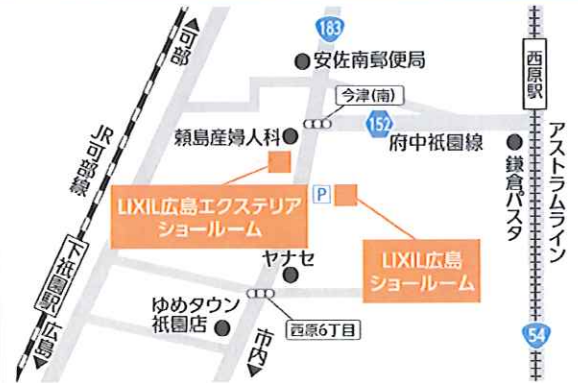 可部
183
安佐南郵便局
西原駅
今津(南)
JR可部線
頼島産婦人科
152
府中祇園線
鎌倉パスタ
アストラムライン
LIXIL広島エクステリア
ショールーム
P
LIXIL広島
ショールーム
下祇園駅
ヤナセ
ゆめタウン
祇園店
西原6丁目
広島
市内
54